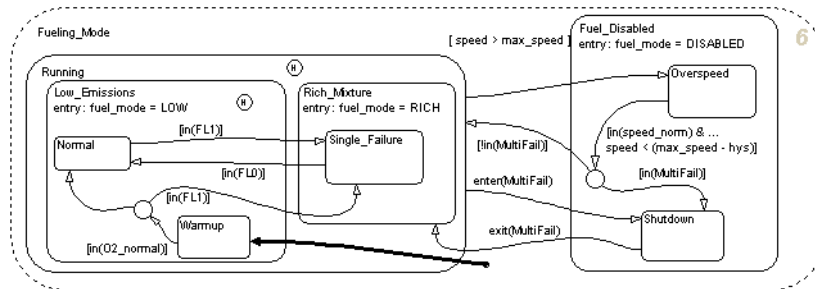 Fueling_Mode
6
Fuel_Disabled
entry: fuel_mode = DISABLED
[ speed > max_speed ]
Running
H
Low_Emissions
entry: fuel_mode = LOW
H
Rich_Mixture
entry: fuel_mode = RICH
Overspeed
[in(FL1)]
Normal
Single_Failure
[in(speed_norm) & ...
speed < (max_speed - hys)]
[!in(MultiFail)]
[in(FL0)]
[in(FL1)]
enter(MultiFail)
[in(MultiFail)]
Warmup
Shutdown
exit(MultiFail)
[in(O2_normal)]